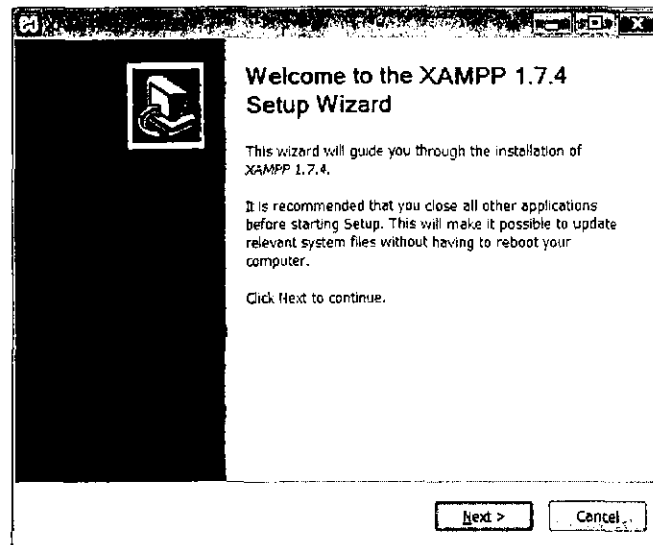 Welcome to the XAMPP 1.7.4
Setup Wizard
This wizard will guide you through the installation of
XAMPP 1.7.4.
It is recommended that you close all other applications
before starting Setup. This will make it possible to update
relevant system files without having to reboot your
computer.
Click Next to continue.
Next >
Cancel